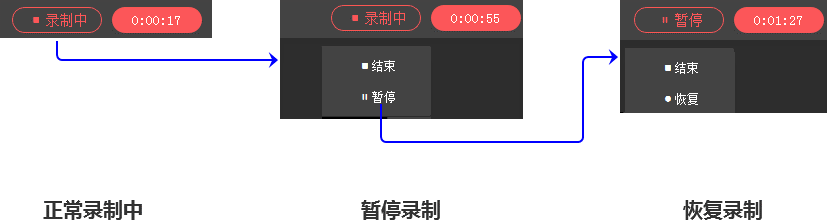 录制中 0:00:17
录制中 0:00:55
结束
暂停
暂停 0:01:27
结束
恢复
正常录制中
暂停录制
恢复录制